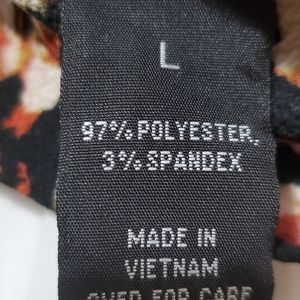 L
97% POLYESTER,
3% SPANDEX
MADE IN
VIETNAM
OVER FOR CARE